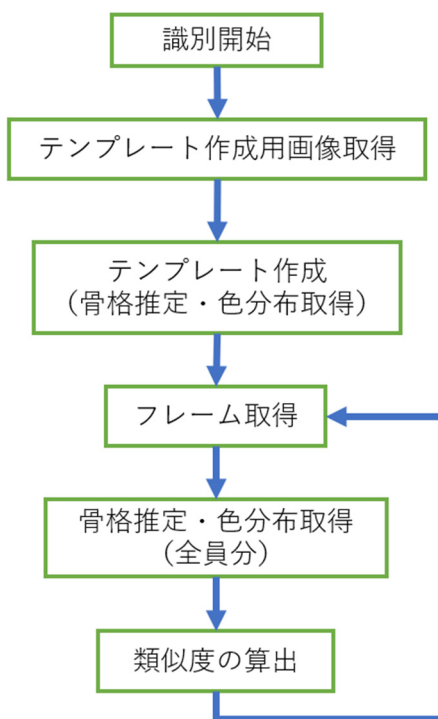 識別開始
テンプレート作成用画像取得
テンプレート作成
(骨格推定・色分布取得)
フレーム取得
骨格推定・色分布取得
(全員分)
類似度の算出